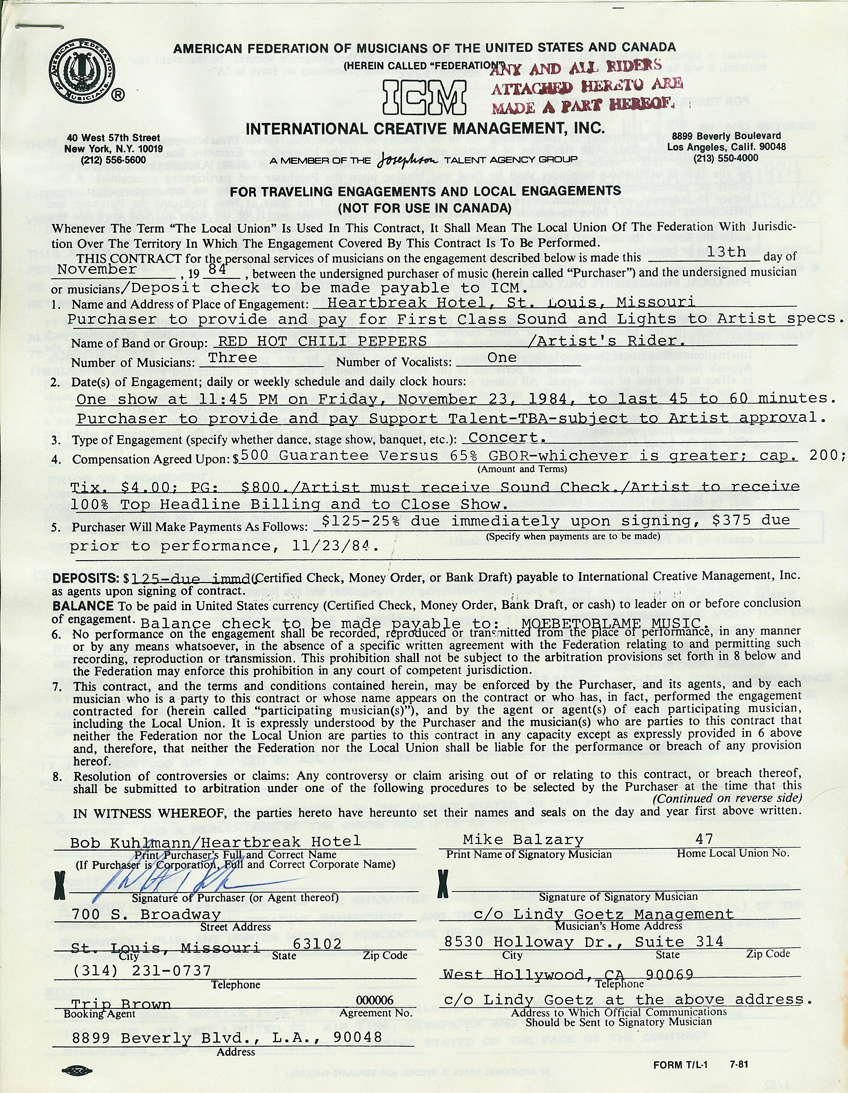 AMERICAN FEDERATION OF MUSICIANS OF THE UNITED STATES AND CANADA
(HEREIN CALLED "FEDERATION")
ANY AND ALL RIDERS
ATTACHED HERETO ARE
MADE A PART HEREOF.
AMERICAN FEDERATION OF MUSICIANS
®
ICM
INTERNATIONAL CREATIVE MANAGEMENT, INC.
A MEMBER OF THE Josephson TALENT AGENCY GROUP
40 West 57th Street
New York, N.Y. 10019
(212) 556-5600
8899 Beverly Boulevard
Los Angeles, Calif. 90048
(213) 550-4000
FOR TRAVELING ENGAGEMENTS AND LOCAL ENGAGEMENTS
(NOT FOR USE IN CANADA)
Whenever The Term "The Local Union" Is Used In This Contract, It Shall Mean The Local Union Of The Federation With Jurisdic-
tion Over The Territory In Which The Engagement Covered By This Contract Is To Be Performed.
THIS CONTRACT for the personal services of musicians on the engagement described below is made this 13th day of
November , 19 84 , between the undersigned purchaser of music (herein called "Purchaser") and the undersigned musician
or musicians/Deposit check to be made payable to ICM.
1. Name and Address of Place of Engagement: Heartbreak Hotel, St. Louis, Missouri
Purchaser to provide and pay for First Class Sound and Lights to Artist specs.
Name of Band or Group: RED HOT CHILI PEPPERS /Artist's Rider.
Number of Musicians: Three Number of Vocalists: One
2. Date(s) of Engagement; daily or weekly schedule and daily clock hours:
One show at 11:45 PM on Friday, November 23, 1984, to last 45 to 60 minutes.
Purchaser to provide and pay Support Talent-TBA-subject to Artist approval.
3. Type of Engagement (specify whether dance, stage show, banquet, etc.): Concert.
4. Compensation Agreed Upon: $500 Guarantee Versus 65% GBOR-whichever is greater; cap. 200;
(Amount and Terms)
Tix. $4.00; PG: $800./Artist must receive Sound Check./Artist to receive
100% Top Headline Billing and to Close Show.
5. Purchaser Will Make Payments As Follows: $125-25% due immediately upon signing, $375 due
(Specify when payments are to be made)
prior to performance, 11/23/84.
DEPOSITS: $125-due immd(Certified Check, Money Order, or Bank Draft) payable to International Creative Management, Inc.
as agents upon signing of contract.
BALANCE To be paid in United States currency (Certified Check, Money Order, Bank Draft, or cash) to leader on or before conclusion
of engagement. Balance check to be made payable to: MOEBETOBLAME MUSIC.
6. No performance on the engagement shall be recorded, reproduced or transmitted from the place of performance, in any manner
or by any means whatsoever, in the absence of a specific written agreement with the Federation relating to and permitting such
recording, reproduction or transmission. This prohibition shall not be subject to the arbitration provisions set forth in 8 below and
the Federation may enforce this prohibition in any court of competent jurisdiction.
7. This contract, and the terms and conditions contained herein, may be enforced by the Purchaser, and its agents, and by each
musician who is a party to this contract or whose name appears on the contract or who has, in fact, performed the engagement
contracted for (herein called "participating musician(s)"), and by the agent or agent(s) of each participating musician,
including the Local Union. It is expressly understood by the Purchaser and the musician(s) who are parties to this contract that
neither the Federation nor the Local Union are parties to this contract in any capacity except as expressly provided in 6 above
and, therefore, that neither the Federation nor the Local Union shall be liable for the performance or breach of any provision
hereof.
8. Resolution of controversies or claims: Any controversy or claim arising out of or relating to this contract, or breach thereof,
shall be submitted to arbitration under one of the following procedures to be selected by the Purchaser at the time that this
(Continued on reverse side)
IN WITNESS WHEREOF, the parties hereto have hereunto set their names and seals on the day and year first above written.
Bob Kuhlmann/Heartbreak Hotel
Print Purchaser's Full and Correct Name
(If Purchaser is Corporation, Full and Correct Corporate Name)
X
Signature of Purchaser (or Agent thereof)
700 S. Broadway
Street Address
St. Louis, Missouri 63102
City State Zip Code
(314) 231-0737
Telephone
Trip Brown 000006
Booking Agent Agreement No.
8899 Beverly Blvd., L.A., 90048
Address
Mike Balzary 47
Print Name of Signatory Musician Home Local Union No.
X
Signature of Signatory Musician
c/o Lindy Goetz Management
Musician's Home Address
8530 Holloway Dr., Suite 314
City State Zip Code
West Hollywood, CA 90069
Telephone
c/o Lindy Goetz at the above address.
Address to Which Official Communications
Should be Sent to Signatory Musician
FORM T/L-1 7-81